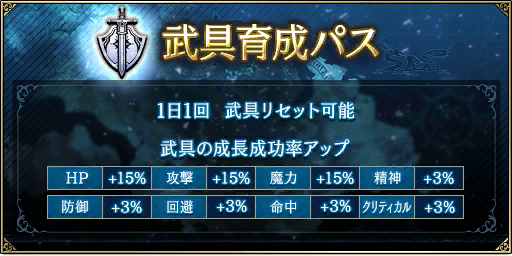 武具育成パス
1日1回 武具リセット可能
武具の成長成功率アップ
HP +15% 攻撃 +15% 魔力 +15% 精神 +3%
防御 +3% 回避 +3% 命中 +3% クリティカル +3%